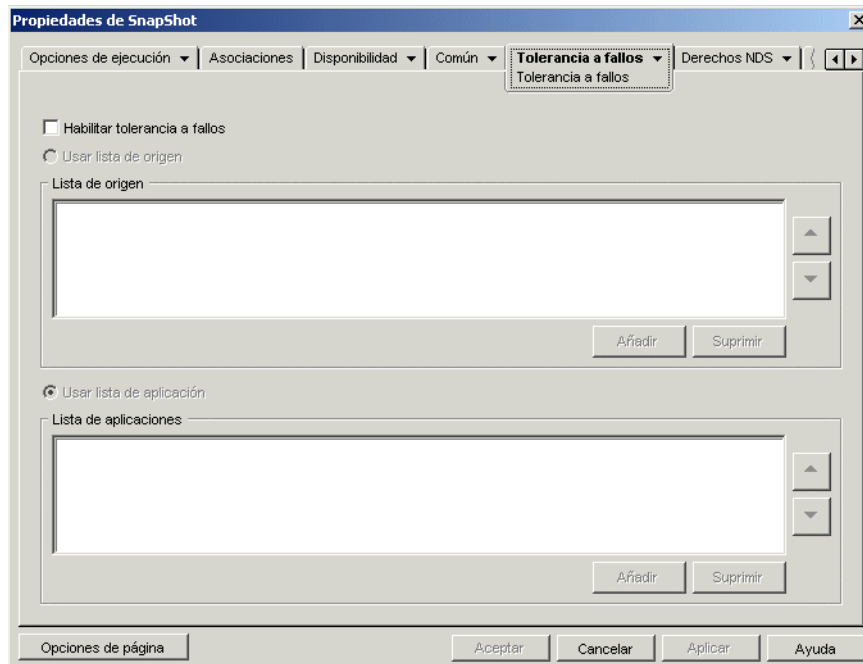 Propiedades de SnapShot
Opciones de ejecución Asociaciones Disponibilidad Común Tolerancia a fallos Derechos NDS
Tolerancia a fallos
Habilitar tolerancia a fallos
Usar lista de origen
Lista de origen
Añadir Suprimir
Usar lista de aplicación
Lista de aplicaciones
Añadir Suprimir
Opciones de página Aceptar Cancelar Aplicar Ayuda